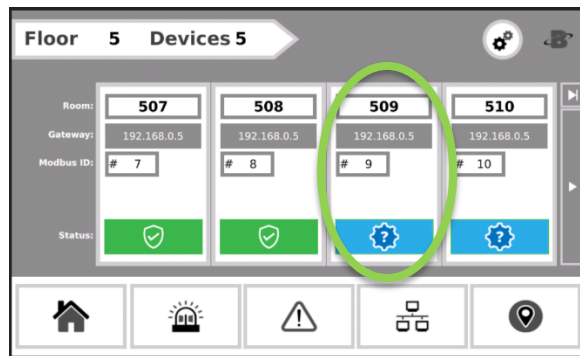 Floor 5 Devices 5
B
Room: 507 508 509 510
Gateway: 192.168.0.5 192.168.0.5 192.168.0.5 192.168.0.5
Modbus ID: # 7 # 8 # 9 # 10
Status: ? ?